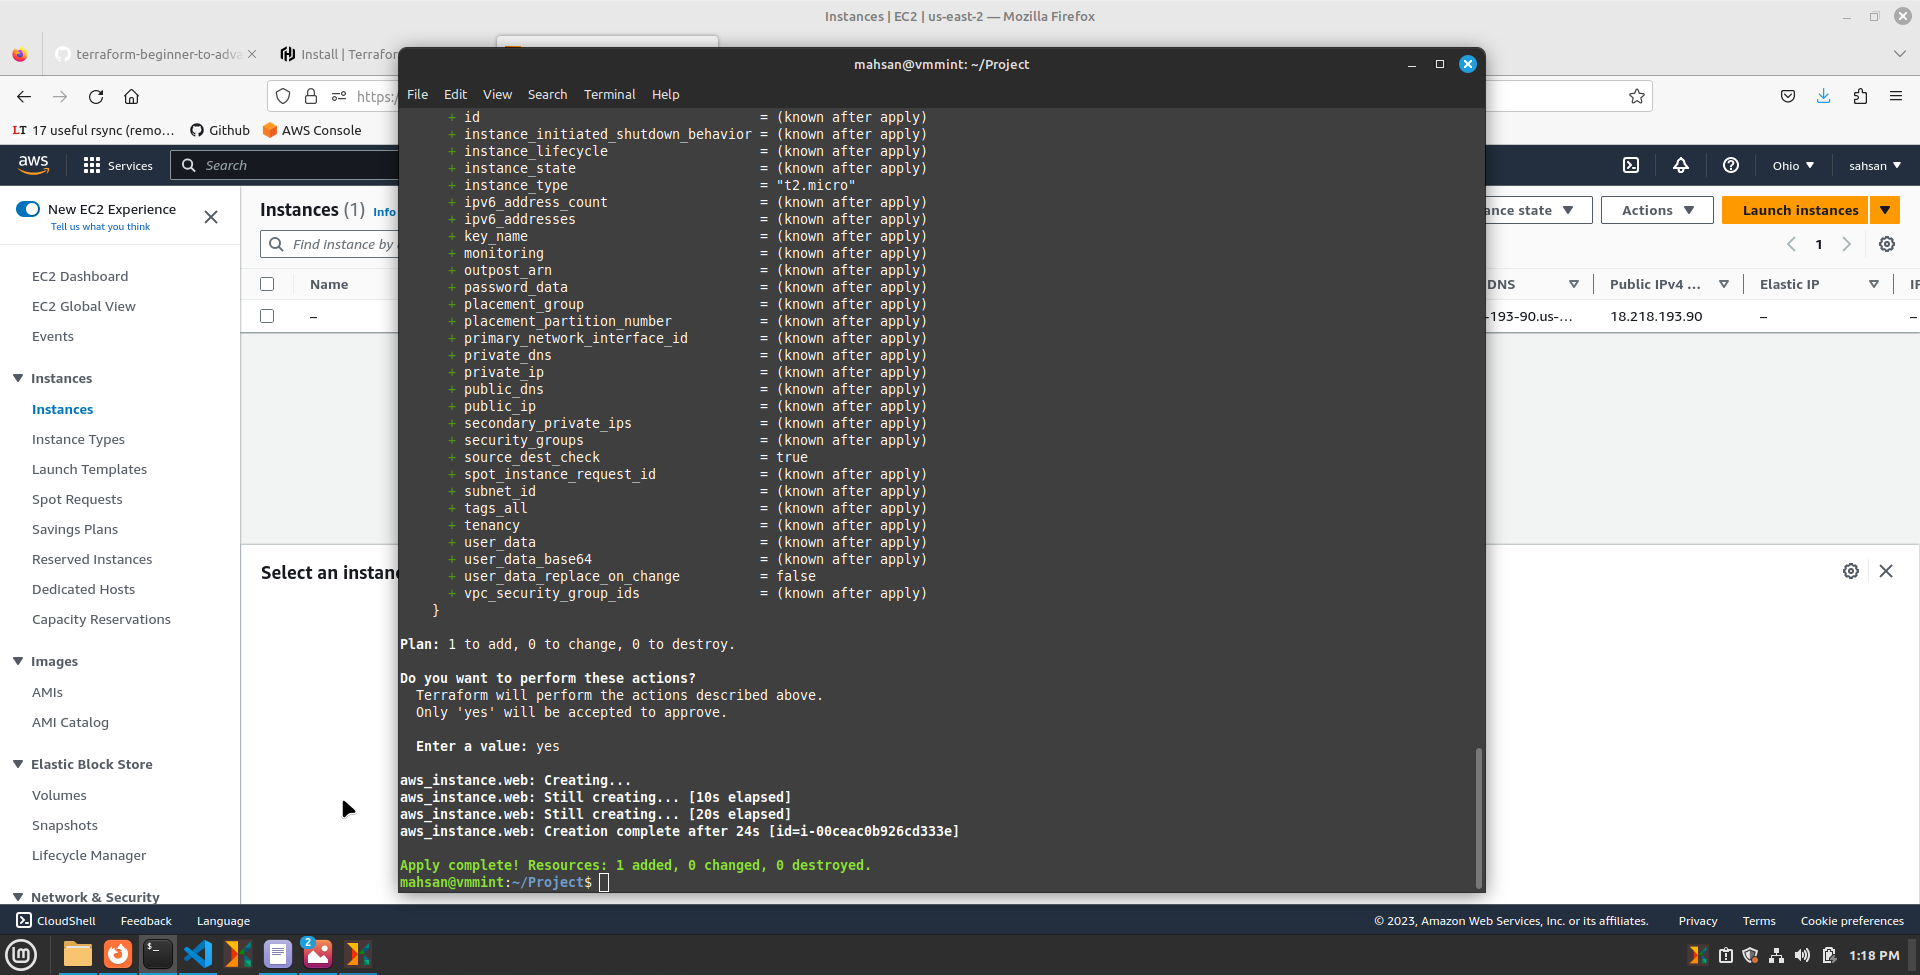 Instances | EC2 | us-east-2 — Mozilla Firefox
terraform-beginner-to-adva
Install | Terrafor
https:
17 useful rsync (remo…
Github
AWS Console
aws
Services
Search
Ohio
sahsan
New EC2 Experience
Tell us what you think
EC2 Dashboard
EC2 Global View
Events
Instances
Instances
Instance Types
Launch Templates
Spot Requests
Savings Plans
Reserved Instances
Dedicated Hosts
Capacity Reservations
Images
AMIs
AMI Catalog
Elastic Block Store
Volumes
Snapshots
Lifecycle Manager
Network & Security
Instances (1) Info
Find Instance by
Name
–
Select an instanc
nce state
Actions
Launch instances
1
DNS
Public IPv4 ...
Elastic IP
IP
-193-90.us-...
18.218.193.90
–
–
mahsan@vmmint: ~/Project
File Edit View Search Terminal Help
+ id = (known after apply)
+ instance_initiated_shutdown_behavior = (known after apply)
+ instance_lifecycle = (known after apply)
+ instance_state = (known after apply)
+ instance_type = "t2.micro"
+ ipv6_address_count = (known after apply)
+ ipv6_addresses = (known after apply)
+ key_name = (known after apply)
+ monitoring = (known after apply)
+ outpost_arn = (known after apply)
+ password_data = (known after apply)
+ placement_group = (known after apply)
+ placement_partition_number = (known after apply)
+ primary_network_interface_id = (known after apply)
+ private_dns = (known after apply)
+ private_ip = (known after apply)
+ public_dns = (known after apply)
+ public_ip = (known after apply)
+ secondary_private_ips = (known after apply)
+ security_groups = (known after apply)
+ source_dest_check = true
+ spot_instance_request_id = (known after apply)
+ subnet_id = (known after apply)
+ tags_all = (known after apply)
+ tenancy = (known after apply)
+ user_data = (known after apply)
+ user_data_base64 = (known after apply)
+ user_data_replace_on_change = false
+ vpc_security_group_ids = (known after apply)
}
Plan: 1 to add, 0 to change, 0 to destroy.
Do you want to perform these actions?
Terraform will perform the actions described above.
Only 'yes' will be accepted to approve.
Enter a value: yes
aws_instance.web: Creating...
aws_instance.web: Still creating... [10s elapsed]
aws_instance.web: Still creating... [20s elapsed]
aws_instance.web: Creation complete after 24s [id=i-00ceac0b926cd333e]
Apply complete! Resources: 1 added, 0 changed, 0 destroyed.
mahsan@vmmint:~/Project$
CloudShell
Feedback
Language
© 2023, Amazon Web Services, Inc. or its affiliates.
Privacy
Terms
Cookie preferences
2
1:18 PM